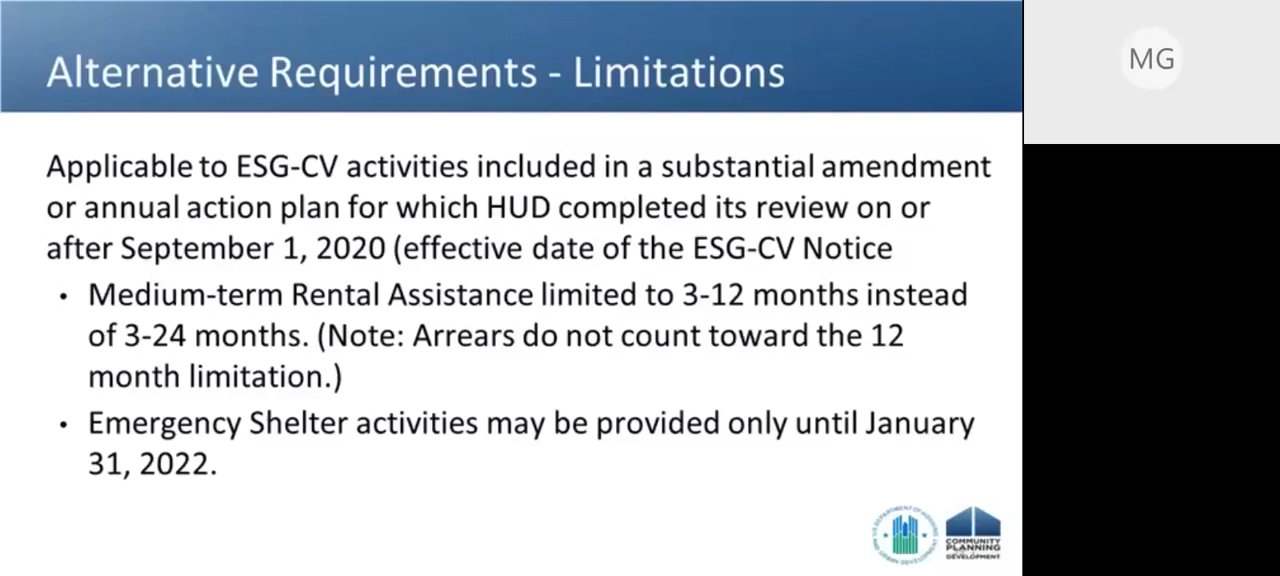 Alternative Requirements - Limitations
MG
Applicable to ESG-CV activities included in a substantial amendment
or annual action plan for which HUD completed its review on or
after September 1, 2020 (effective date of the ESG-CV Notice
• Medium-term Rental Assistance limited to 3-12 months instead
of 3-24 months. (Note: Arrears do not count toward the 12
month limitation.)
• Emergency Shelter activities may be provided only until January
31, 2022.
COMMUNITY
PLANNING
DEVELOPMENT